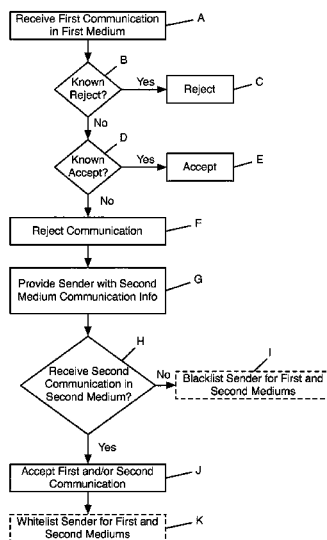 A
Receive First Communication
in First Medium
B
Known
Reject?
Yes
Reject
C
No
D
Known
Accept?
Yes
Accept
E
No
F
Reject Communication
G
Provide Sender with Second
Medium Communication Info
H
Receive Second
Communication in
Second Medium?
No
I
Blacklist Sender for First and
Second Mediums
Yes
J
Accept First and/or Second
Communication
K
Whitelist Sender for First and
Second Mediums